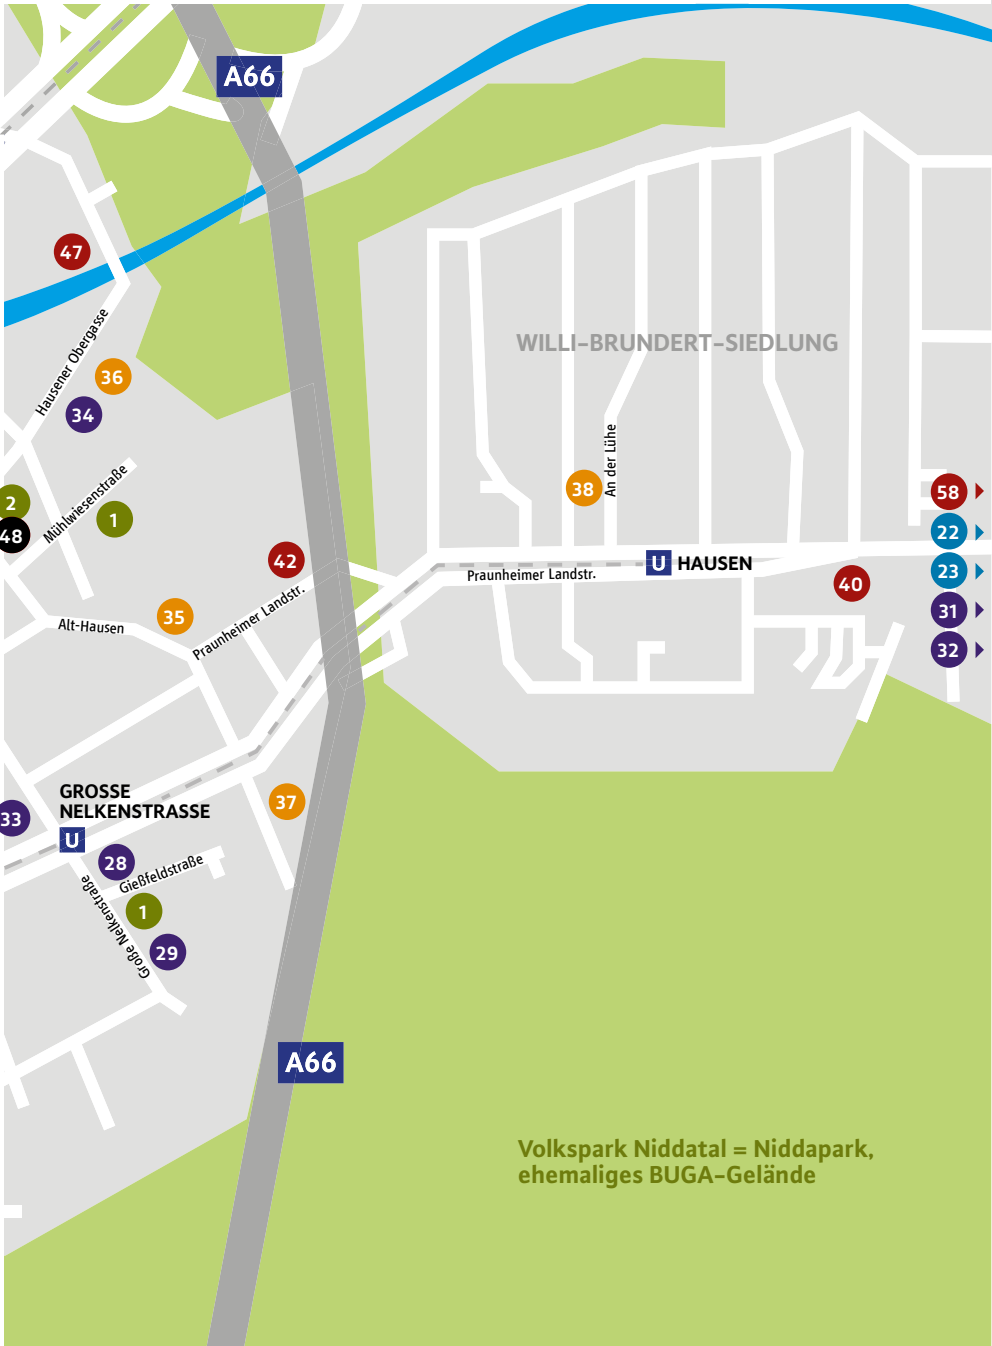 A66
47
Hausener Obergasse
36
34
WILLI-BRUNDERT-SIEDLUNG
An der Lühe
38
2
48
Mühlwiesenstraße
1
58
22
23
31
32
42
U HAUSEN
Praunheimer Landstr.
40
35
Alt-Hausen
Praunheimer Landstr.
GROSSE
NELKENSTRASSE
U
33
37
28
Gießfeldstraße
1
Große Nelkenstraße
29
A66
Volkspark Niddatal = Niddapark,
ehemaliges BUGA-Gelände